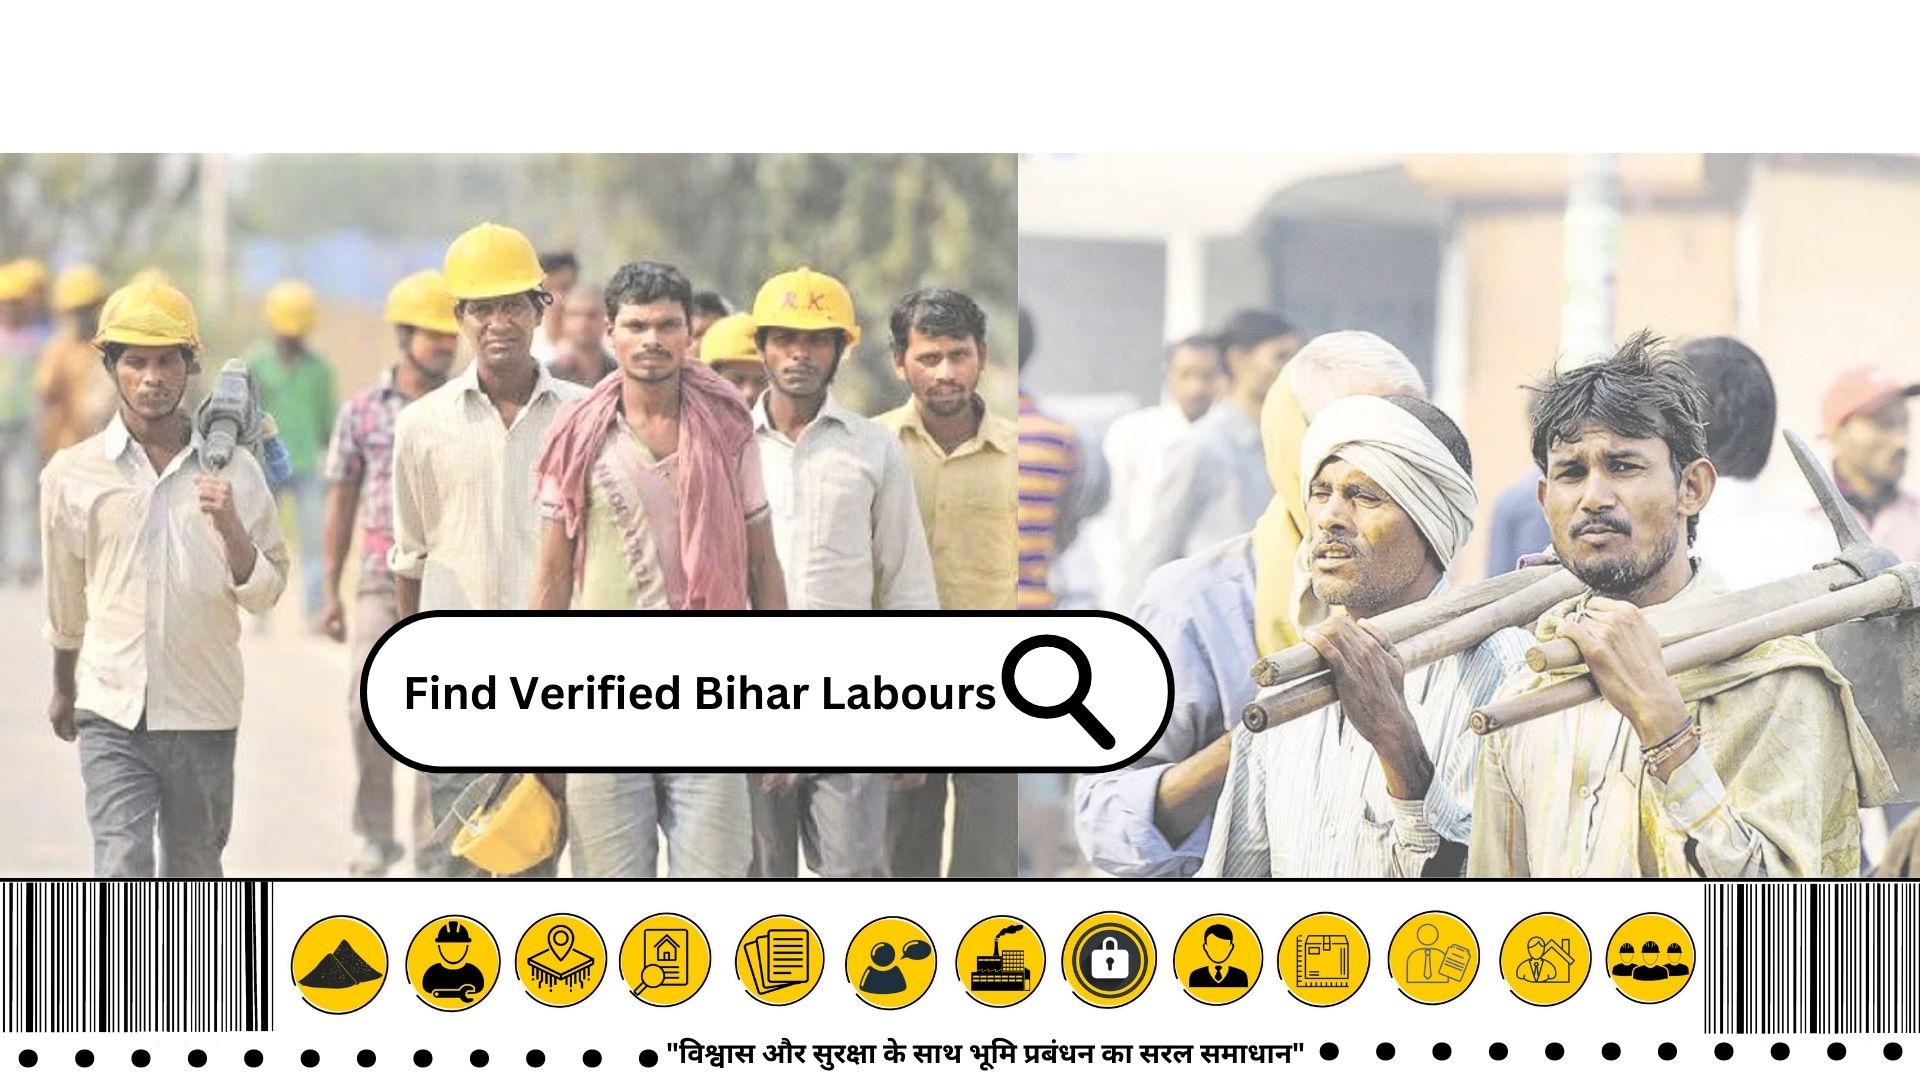 R.K.
Find Verified Bihar Labours
"विश्वास और सुरक्षा के साथ भूमि प्रबंधन का सरल समाधान"